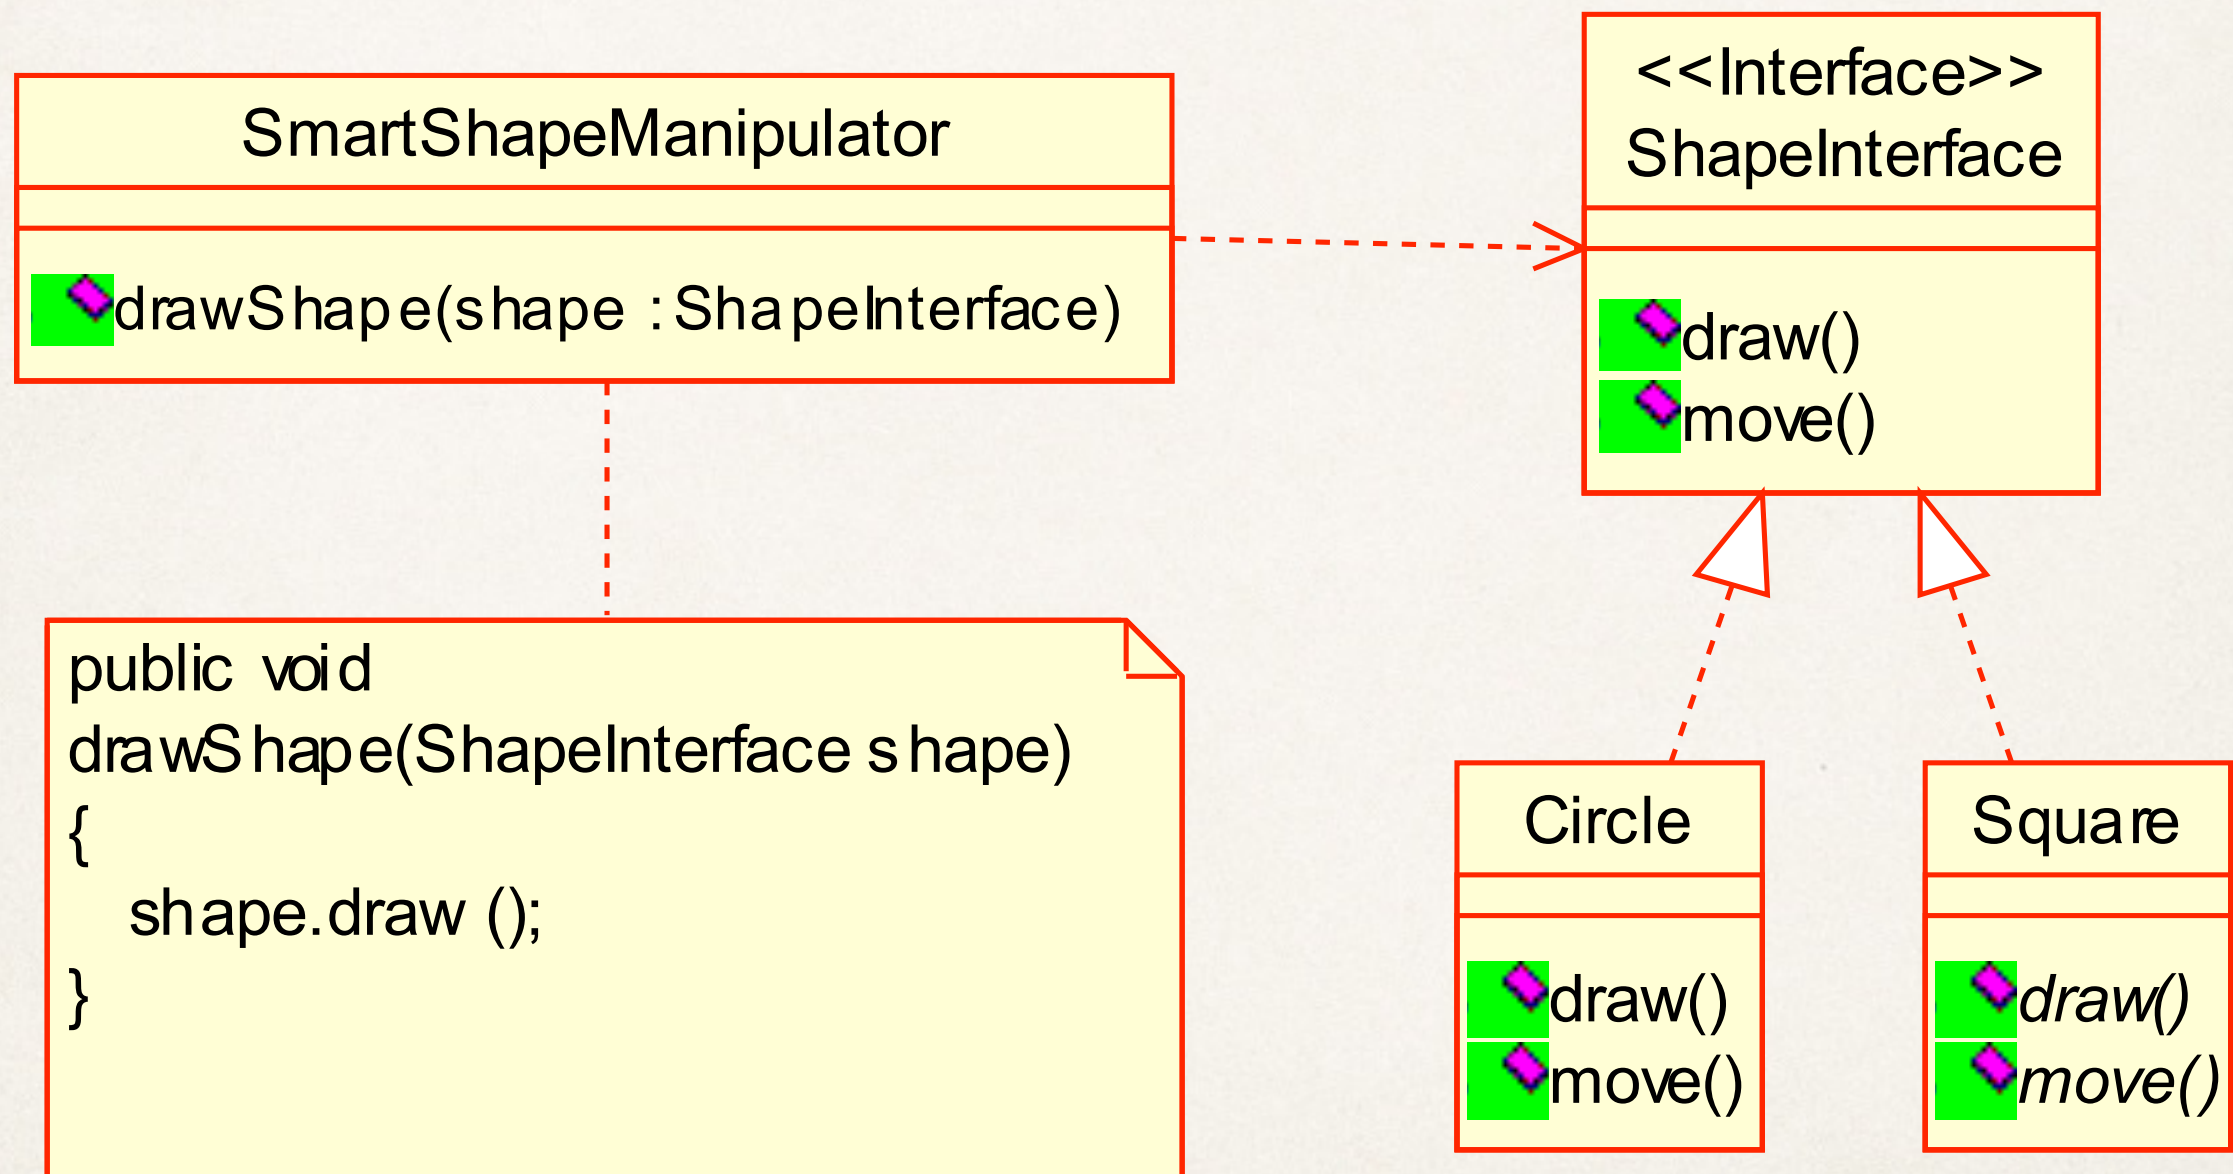 SmartShapeManipulator
drawShape(shape : ShapeInterface)
<<Interface>>
ShapeInterface
draw()
move()
public void
drawShape(ShapeInterface shape)
{
shape.draw ();
}
Circle
draw()
move()
Square
draw()
move()